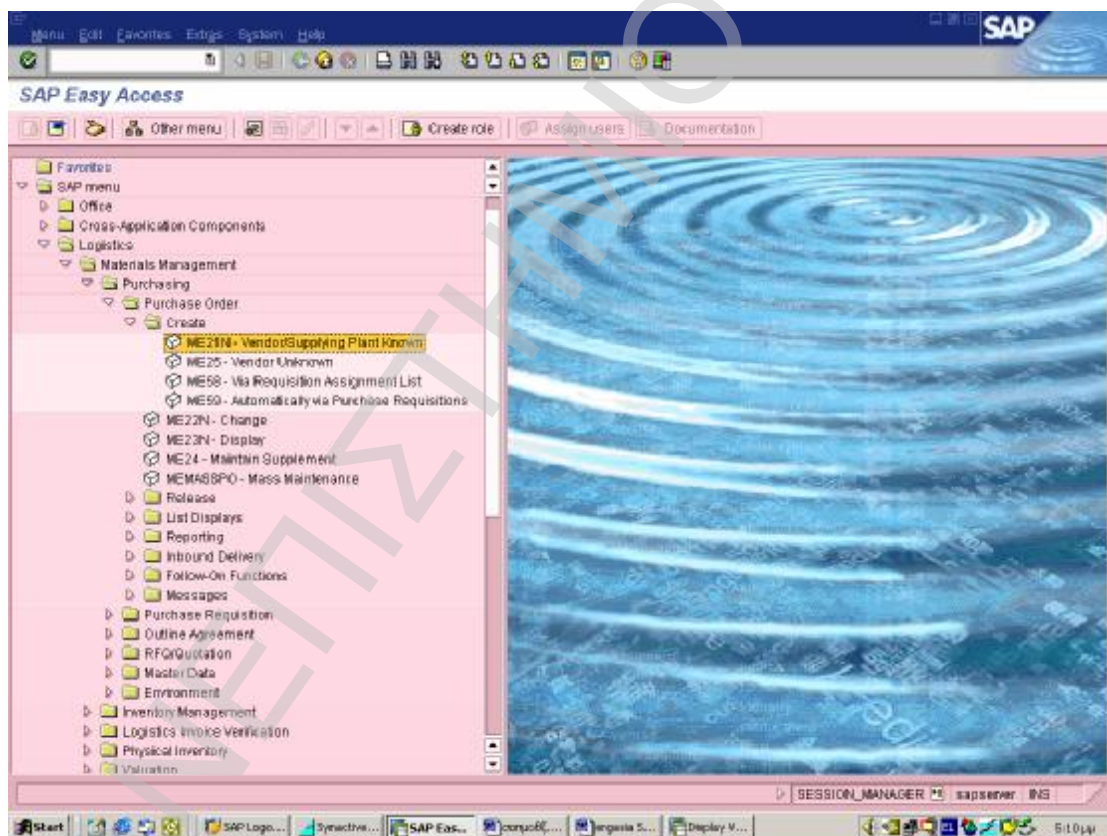 Menu Edit Favorites Extras System Help
SAP
SAP Easy Access
Other menu Create role Assign users Documentation
Favorites
SAP menu
Office
Cross-Application Components
Logistics
Materials Management
Purchasing
Purchase Order
Create
ME21N - Vendor/Supplying Plant Known
ME25 - Vendor Unknown
ME58 - Via Requisition Assignment List
ME59 - Automatically via Purchase Requisitions
ME22N - Change
ME23N - Display
ME24 - Maintain Supplement
MEMASSPO - Mass Maintenance
Release
List Displays
Reporting
Inbound Delivery
Follow-On Functions
Messages
Purchase Requisition
Outline Agreement
RFQ/Quotation
Master Data
Environment
Inventory Management
Logistics Invoice Verification
Physical Inventory
Valuation
SESSION_MANAGER sapserver INS
Start SAP Logo... Synactive... SAP Eas... Display V... 5:10 μμ